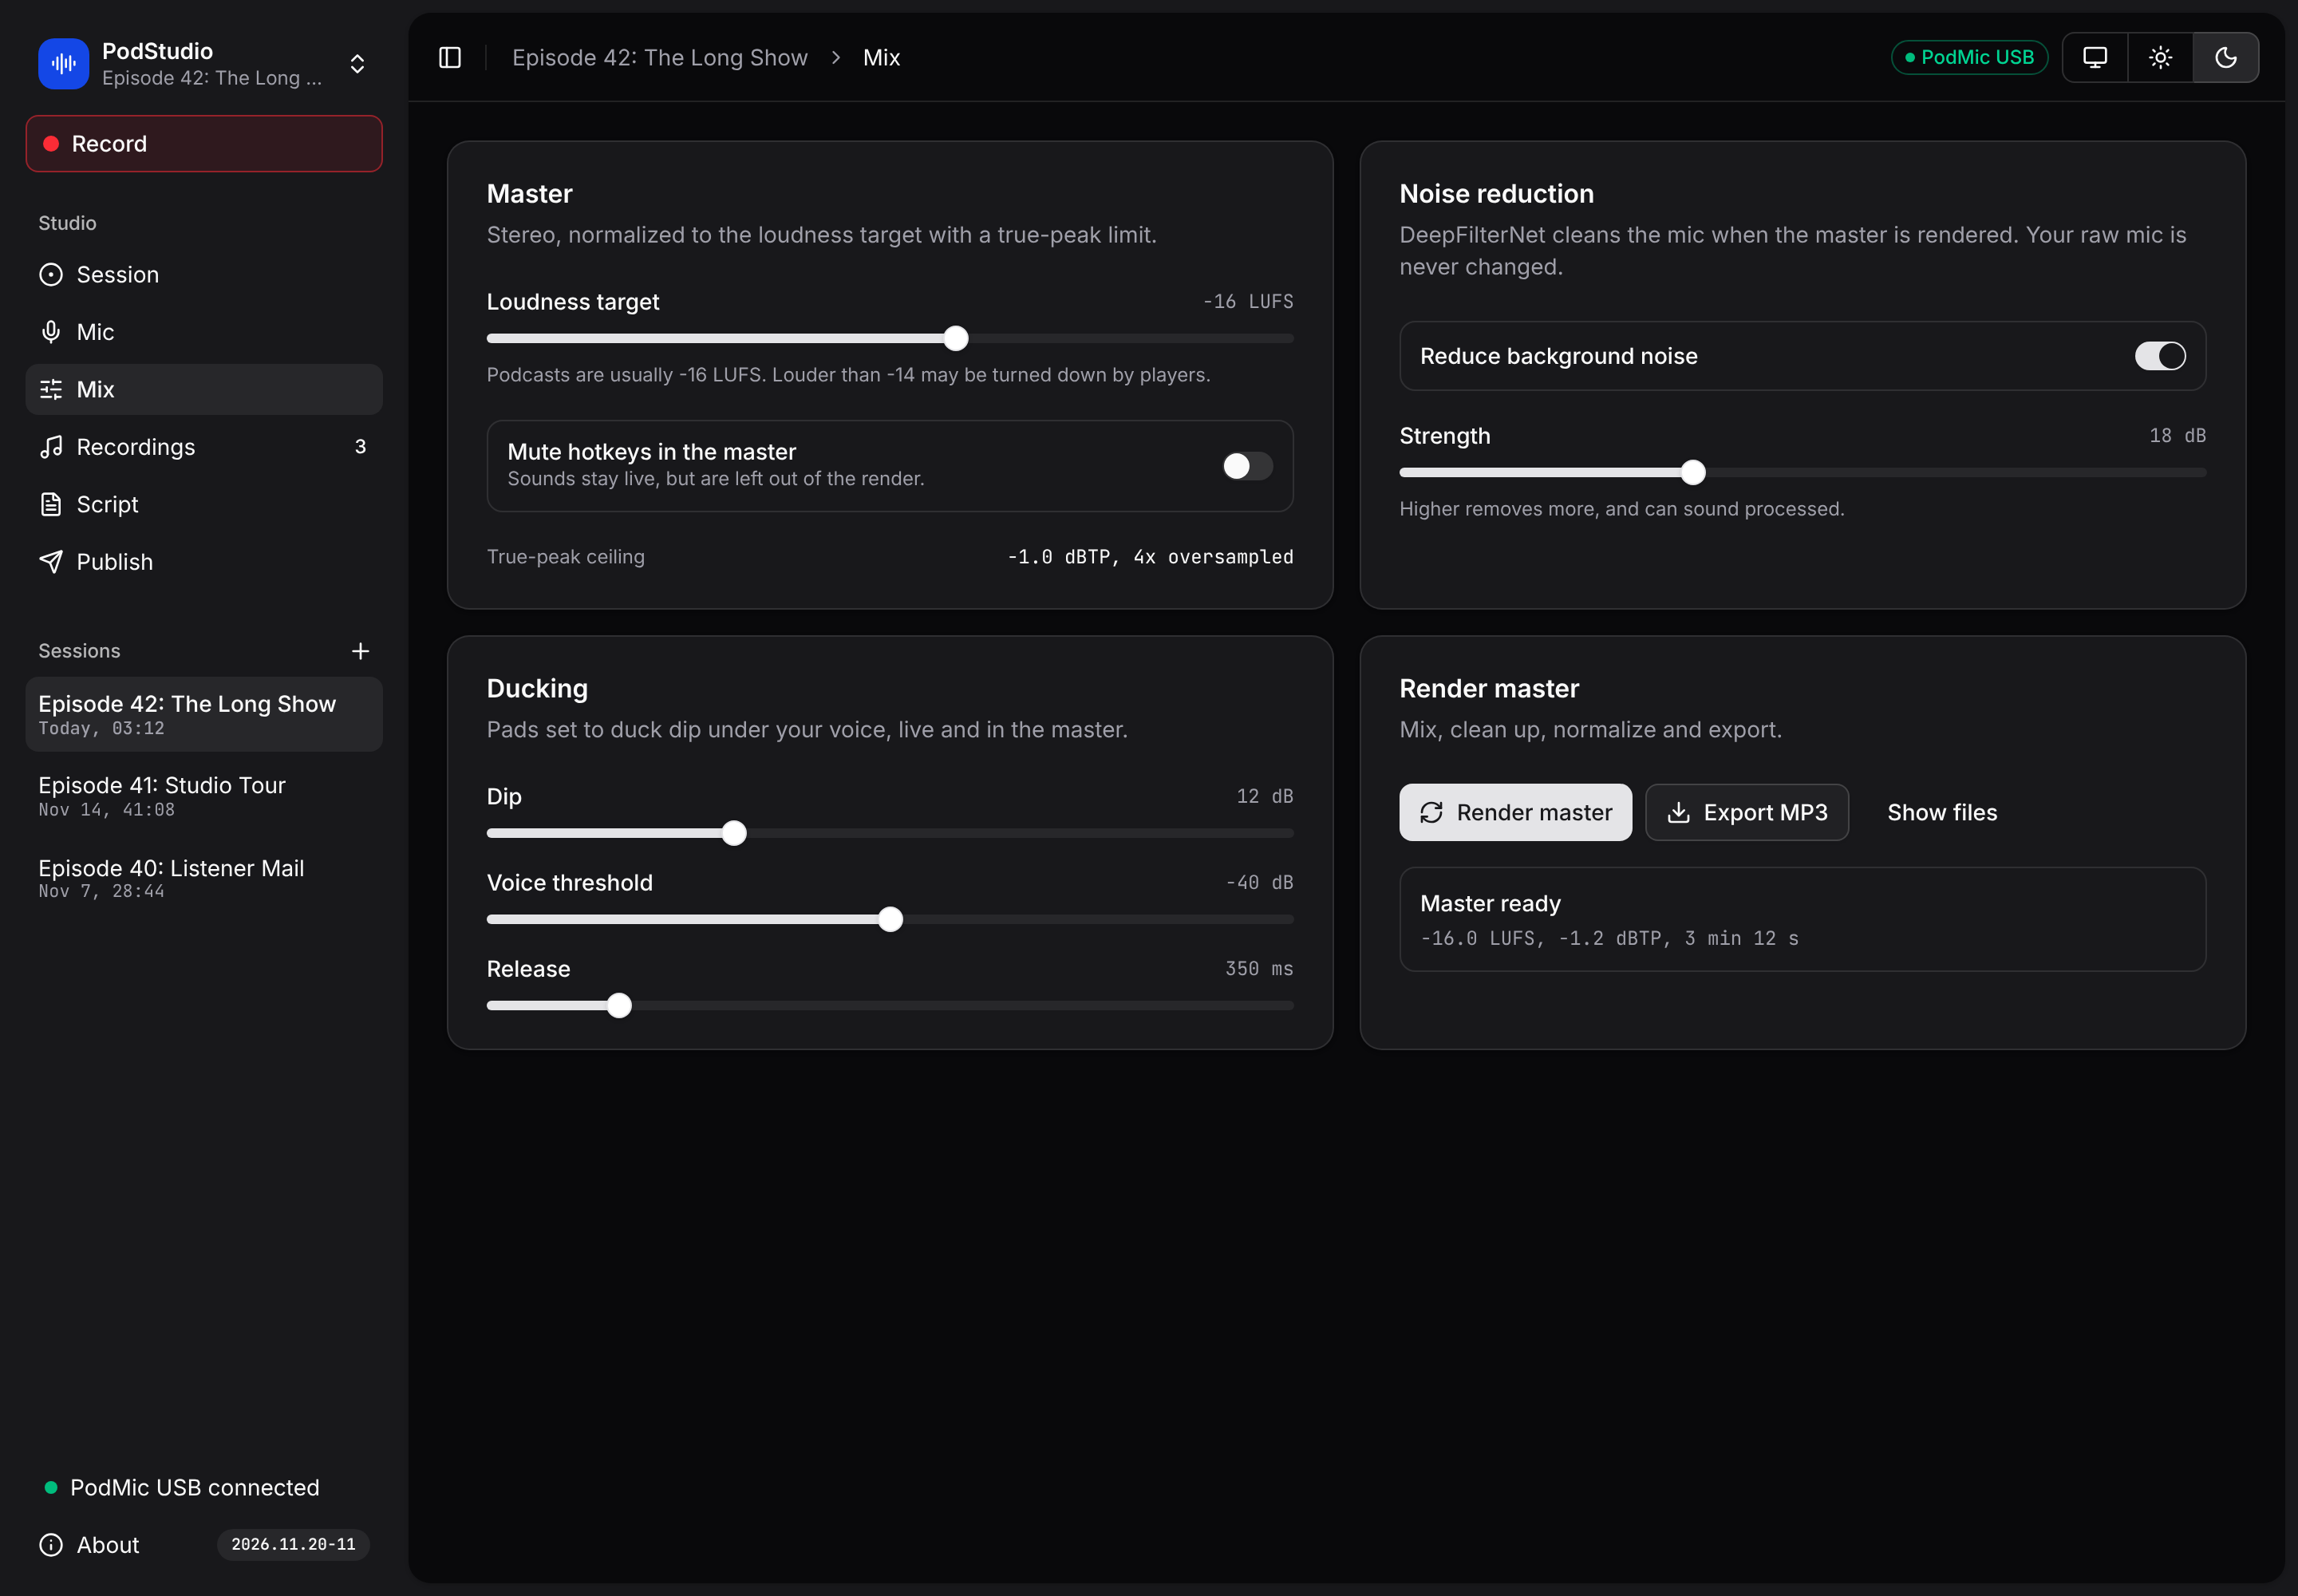 PodStudio
Episode 42: The Long ...
Record
Studio
Session
Mic
Mix
Recordings 3
Script
Publish
Sessions
Episode 42: The Long Show
Today, 03:12
Episode 41: Studio Tour
Nov 14, 41:08
Episode 40: Listener Mail
Nov 7, 28:44
PodMic USB connected
About 2026.11.20-11
Episode 42: The Long Show > Mix
PodMic USB
Master
Stereo, normalized to the loudness target with a true-peak limit.
Loudness target -16 LUFS
Podcasts are usually -16 LUFS. Louder than -14 may be turned down by players.
Mute hotkeys in the master
Sounds stay live, but are left out of the render.
True-peak ceiling -1.0 dBTP, 4x oversampled
Noise reduction
DeepFilterNet cleans the mic when the master is rendered. Your raw mic is
never changed.
Reduce background noise
Strength 18 dB
Higher removes more, and can sound processed.
Ducking
Pads set to duck dip under your voice, live and in the master.
Dip 12 dB
Voice threshold -40 dB
Release 350 ms
Render master
Mix, clean up, normalize and export.
Render master Export MP3 Show files
Master ready
-16.0 LUFS, -1.2 dBTP, 3 min 12 s